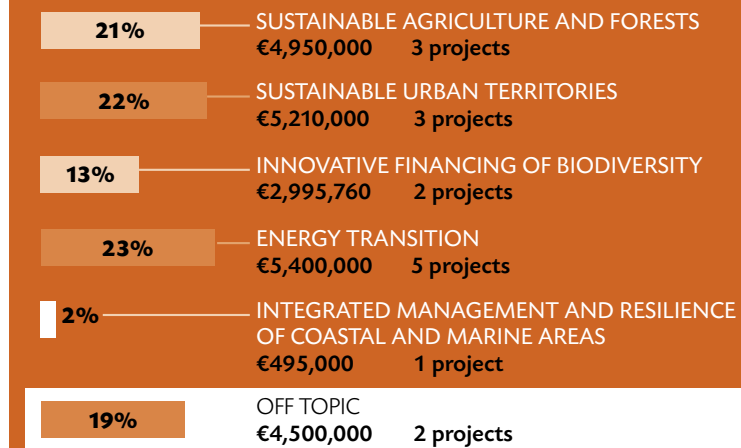 21% SUSTAINABLE AGRICULTURE AND FORESTS
€4,950,000 3 projects
22% SUSTAINABLE URBAN TERRITORIES
€5,210,000 3 projects
13% INNOVATIVE FINANCING OF BIODIVERSITY
€2,995,760 2 projects
23% ENERGY TRANSITION
€5,400,000 5 projects
2% INTEGRATED MANAGEMENT AND RESILIENCE
OF COASTAL AND MARINE AREAS
€495,000 1 project
19% OFF TOPIC
€4,500,000 2 projects